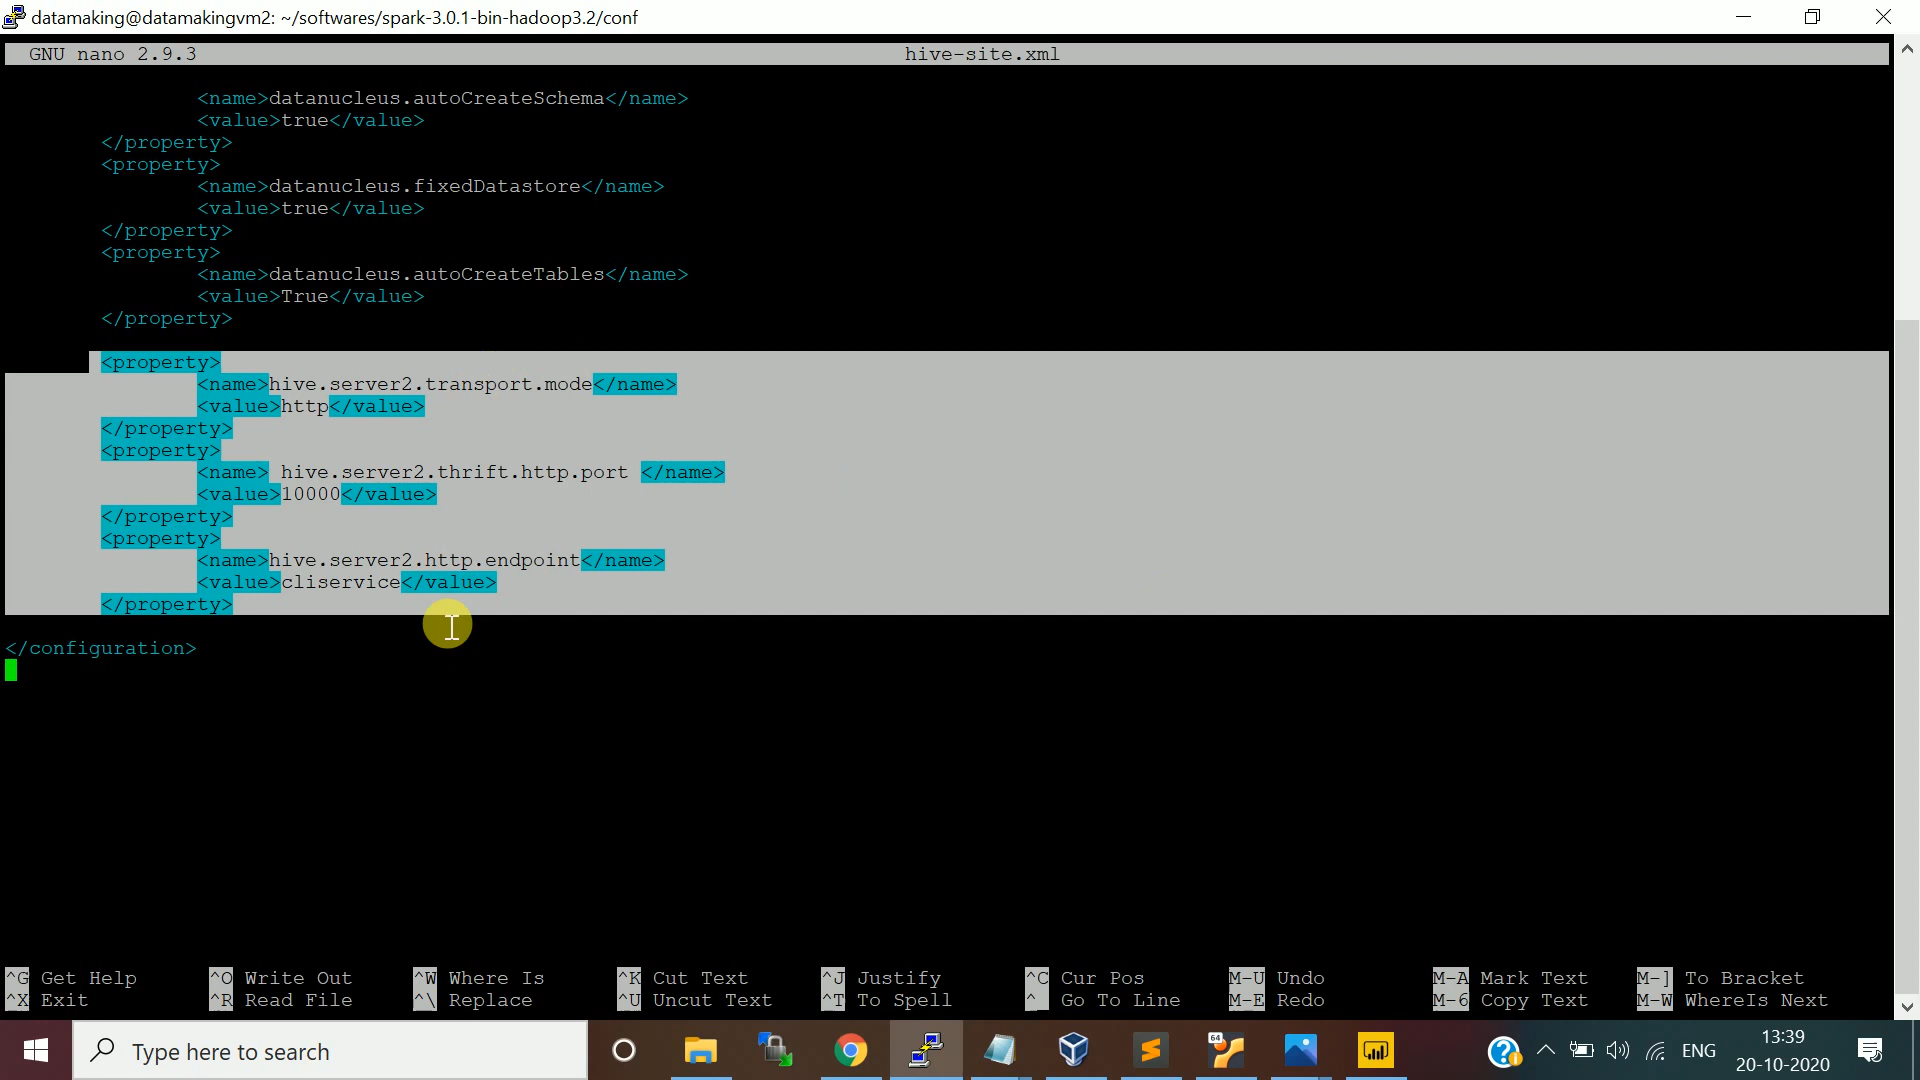 datamaking@datamakingvm2: ~/softwares/spark-3.0.1-bin-hadoop3.2/conf
GNU nano 2.9.3 hive-site.xml
<name>datanucleus.autoCreateSchema</name>
<value>true</value>
</property>
<property>
<name>datanucleus.fixedDatastore</name>
<value>true</value>
</property>
<property>
<name>datanucleus.autoCreateTables</name>
<value>True</value>
</property>
<property>
<name>hive.server2.transport.mode</name>
<value>http</value>
</property>
<property>
<name> hive.server2.thrift.http.port </name>
<value>10000</value>
</property>
<property>
<name>hive.server2.http.endpoint</name>
<value>cliservice</value>
</property>
</configuration>
^G Get Help ^O Write Out ^W Where Is ^K Cut Text ^J Justify ^C Cur Pos M-U Undo M-A Mark Text M-] To Bracket
^X Exit ^R Read File ^\ Replace ^U Uncut Text ^T To Spell ^_ Go To Line M-E Redo M-6 Copy Text M-W WhereIs Next
Type here to search
64
ENG
13:39
20-10-2020